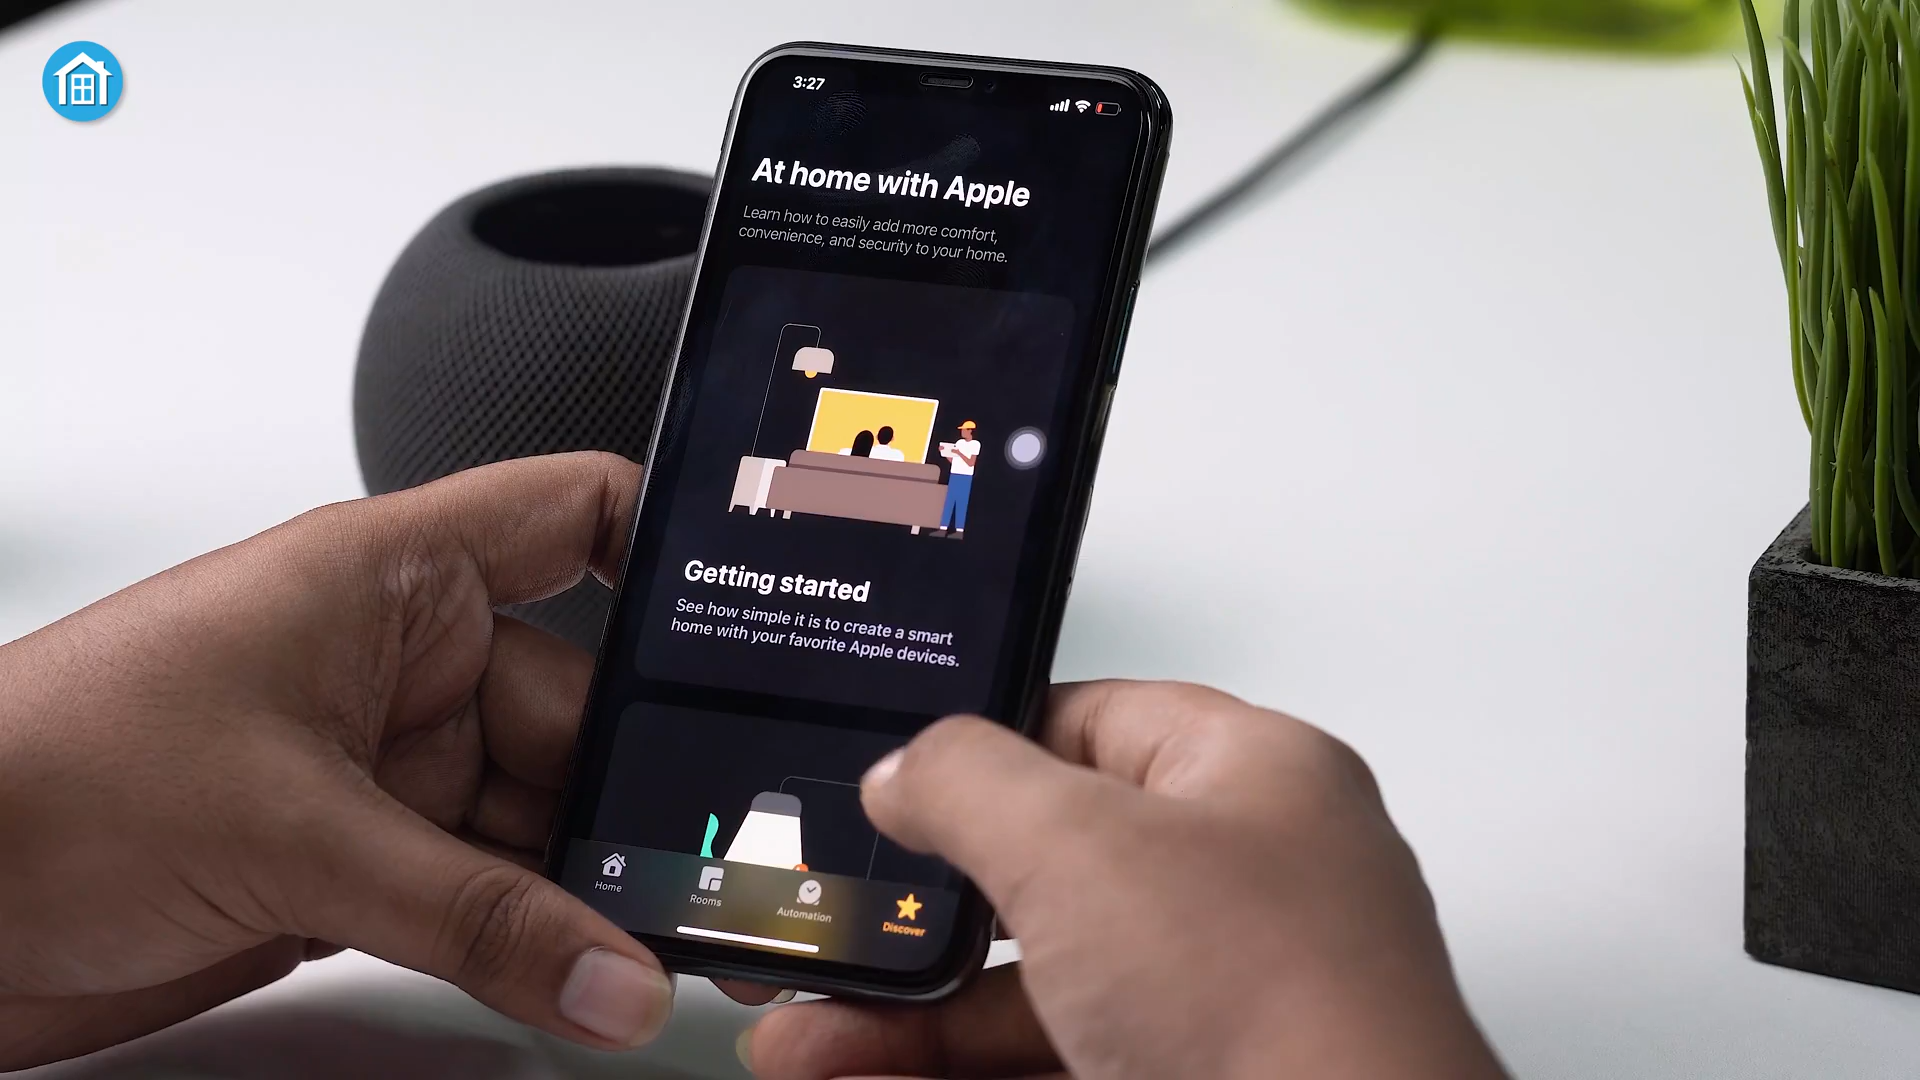 3:27
At home with Apple
Learn how to easily add more comfort,
convenience, and security to your home.
Getting started
See how simple it is to create a smart
home with your favorite Apple devices.
Home
Rooms
Automation
Discover